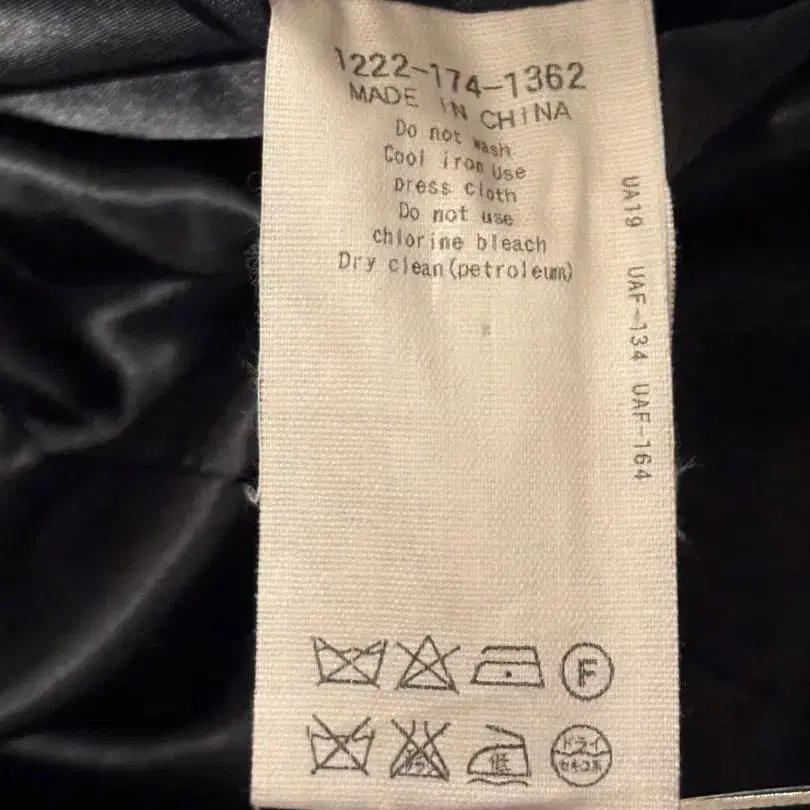 1222-174-1362
MADE IN CHINA
Do not wash
Cool iron Use
press cloth
Do not use
chlorine bleach
Dry clean(petroleum)
UA19 UAF-134 UAF-164
F
低
ドライ
セキユ系